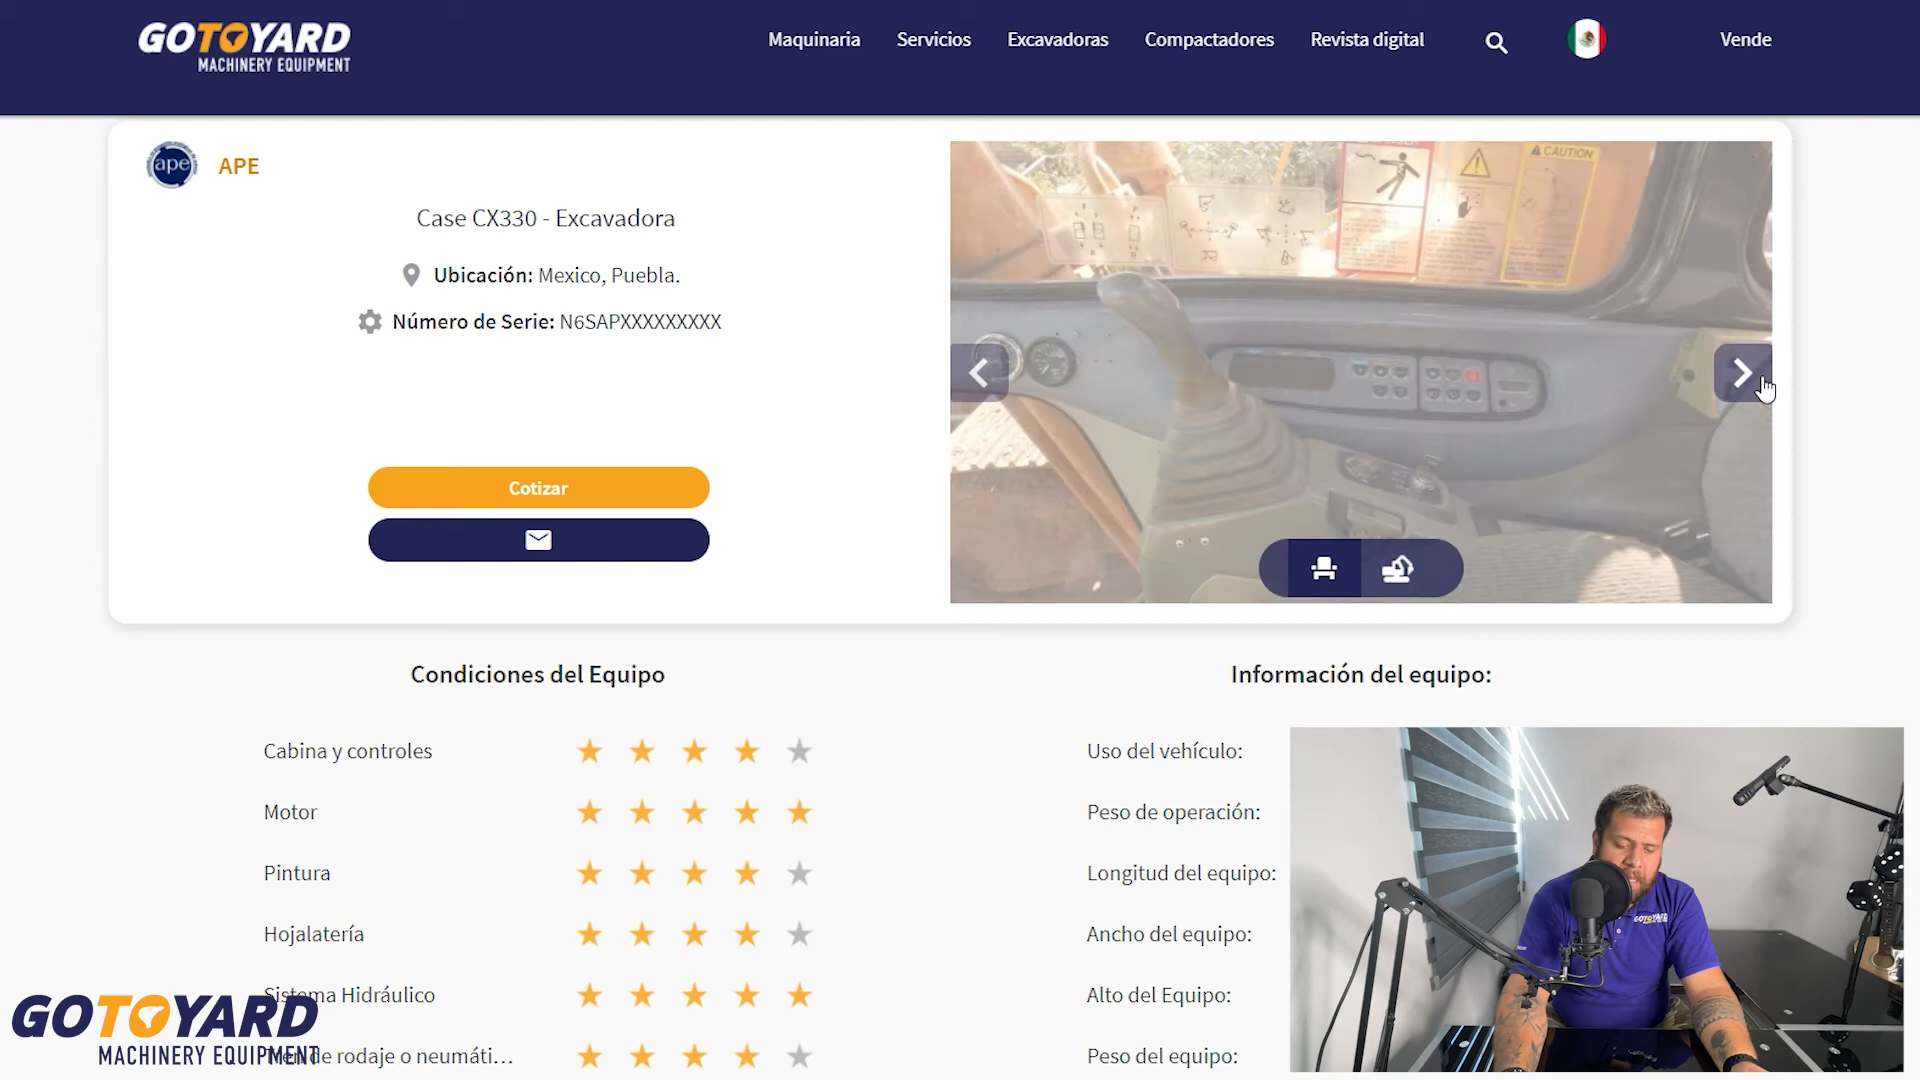 GOTOYARD
MACHINERY EQUIPMENT
Maquinaria
Servicios
Excavadoras
Compactadores
Revista digital
Vende
ape
APE
Case CX330 - Excavadora
Ubicación: Mexico, Puebla.
Número de Serie: N6SAPXXXXXXXXX
Cotizar
CAUTION
Condiciones del Equipo
Cabina y controles
Motor
Pintura
Hojalatería
Sistema Hidráulico
de rodaje o neumáti...
Información del equipo:
Uso del vehículo:
Peso de operación:
Longitud del equipo:
Ancho del equipo:
Alto del Equipo:
Peso del equipo:
GOTOYARD
GOTOYARD
MACHINERY EQUIPMENT